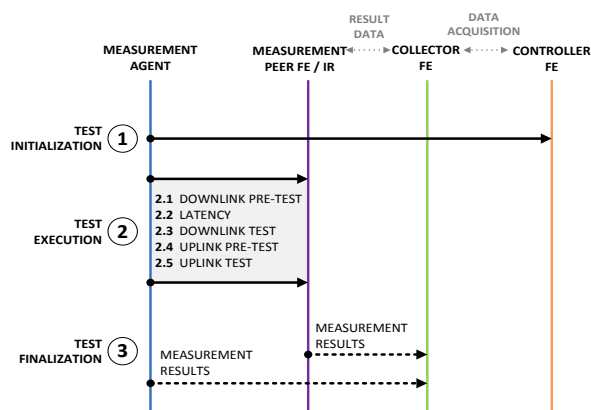 RESULT DATA
DATA ACQUISITION
MEASUREMENT AGENT
MEASUREMENT PEER FE / IR
COLLECTOR FE
CONTROLLER FE
TEST INITIALIZATION
1
2.1 DOWNLINK PRE-TEST
2.2 LATENCY
2.3 DOWNLINK TEST
2.4 UPLINK PRE-TEST
2.5 UPLINK TEST
TEST EXECUTION
2
TEST FINALIZATION
3
MEASUREMENT RESULTS
MEASUREMENT RESULTS